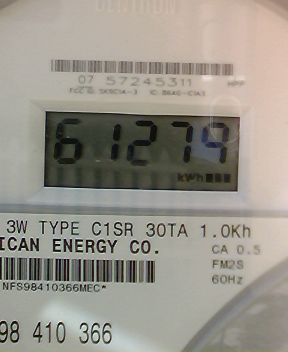 CENTRON
07 57245311
61279
kWh
3W TYPE C1SR 30TA 1.0Kh
ICAN ENERGY CO.
CA 0.5
FM2S
60Hz
NFS98410366MEC*
98 410 366